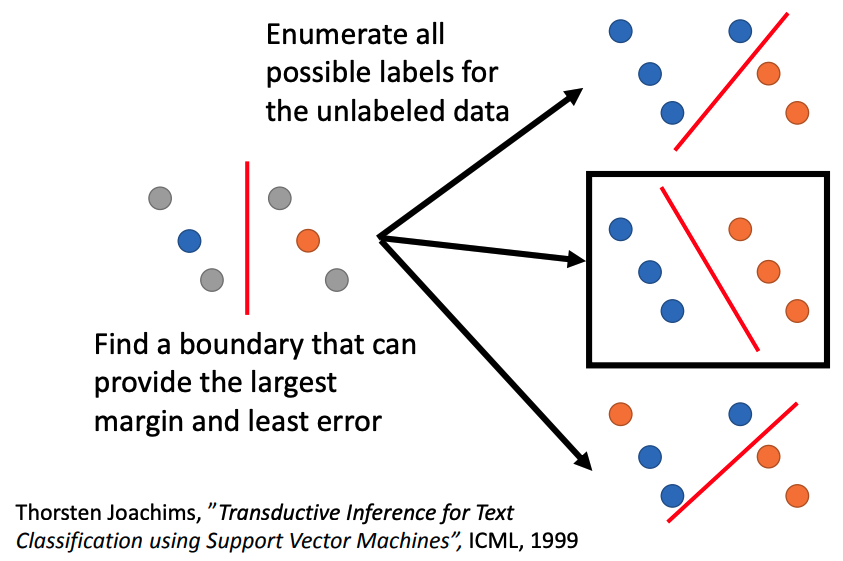 Enumerate all
possible labels for
the unlabeled data
Find a boundary that can
provide the largest
margin and least error
Thorsten Joachims, ”Transductive Inference for Text
Classification using Support Vector Machines”, ICML, 1999